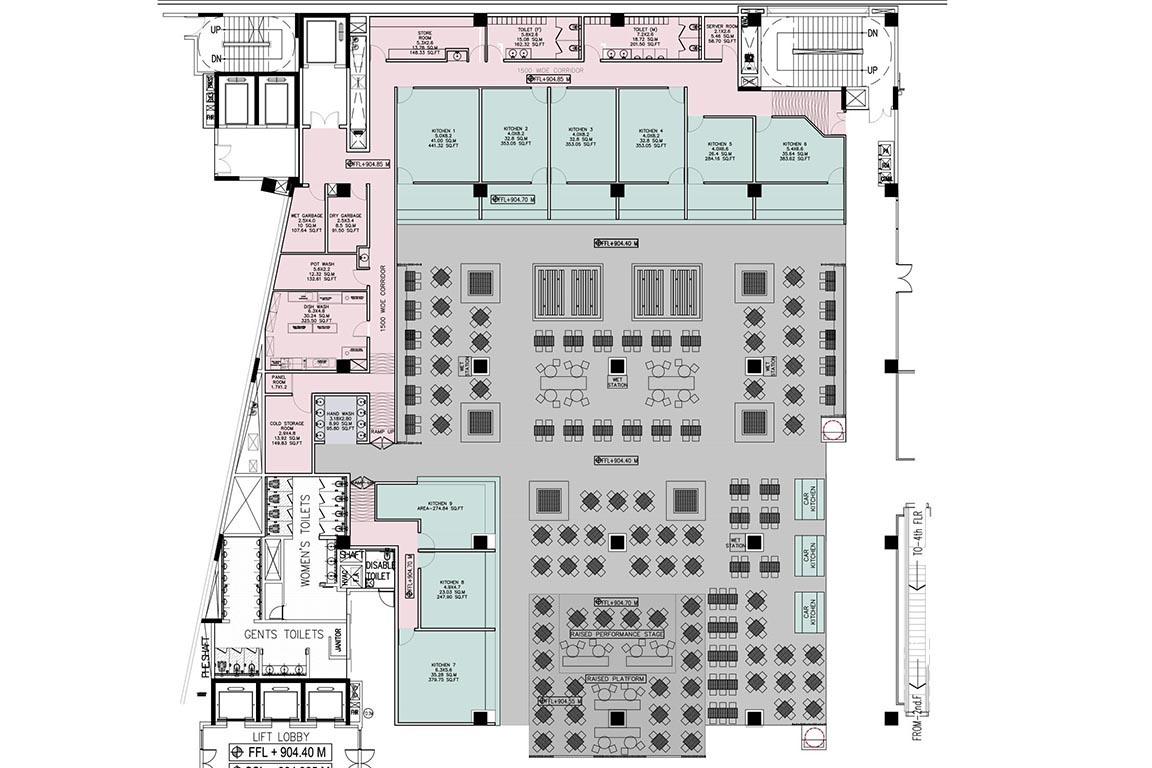 UP
DN
STORE
ROOM
5.3X2.6
13.78 SQ.M
148.33 SQ.FT
TOILET (F)
5.8X2.6
15.08 SQ.M
162.32 SQ.FT
TOILET (M)
7.2X2.6
18.72 SQ.M
201.50 SQ.FT
SERVER ROOM
2.1X2.6
5.46 SQ.M
58.70 SQ.FT
DN
UP
1500 WIDE CORRIDOR
FFL+904.85 M
KITCHEN 1
5.0X8.2
41.00 SQ.M
441.32 SQ.FT
KITCHEN 2
4.0X8.2
32.8 SQ.M
353.05 SQ.FT
KITCHEN 3
4.0X8.2
32.8 SQ.M
353.05 SQ.FT
KITCHEN 4
4.0X8.2
353.05 SQ.FT
KITCHEN 5
4.0X6.6
26.4 SQ.M
284.16 SQ.FT
KITCHEN 6
5.4X6.6
35.64 SQ.M
383.62 SQ.FT
FFL+904.85 M
FFL+904.70 M
WET GARBAGE
2.5X4.0
10 SQ.M
107.64 SQ.FT
DRY GARBAGE
2.5X3.4
8.5 SQ.M
91.50 SQ.FT
FFL+904.40 M
POT WASH
5.6X2.2
12.32 SQ.M
132.61 SQ.FT
1500 WIDE CORRIDOR
DISH WASH
6.3X4.8
30.24 SQ.M
325.50 SQ.FT
PANEL
ROOM
1.7X1.2
WET
STATION
WET
STATION
WET
STATION
COLD STORAGE
ROOM
2.9X4.8
13.92 SQ.M
149.83 SQ.FT
HAND WASH
3.18X2.80
8.90 SQ.M
95.80 SQ.FT
RAMP UP
FFL+904.40 M
WOMEN'S TOILETS
KITCHEN 9
AREA-274.84 SQ.FT
CAR
KITCHEN
CAR
KITCHEN
CAR
KITCHEN
WET
STATION
TO-4th FLR
SHAFT
HVAC
DISABLE
TOILET
FFL+904.70 M
KITCHEN 8
4.9X4.7
23.03 SQ.M
247.90 SQ.FT
FFL+904.70 M
RAISED PERFORMANCE STAGE
GENTS TOILETS
JANITOR
PHE SHAFT
KITCHEN 7
6.3X5.6
35.28 SQ.M
379.75 SQ.FT
RAISED PLATFORM
FFL+904.55 M
FROM-2nd.F
LIFT LOBBY
FFL + 904.40 M